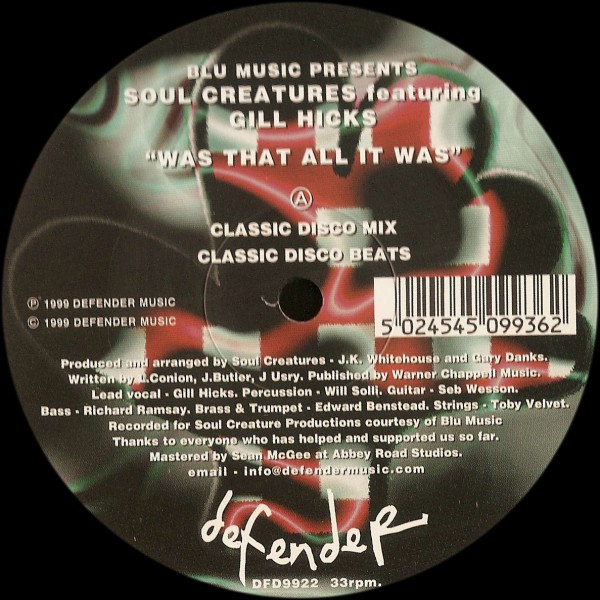 BLU MUSIC PRESENTS
SOUL CREATURES featuring
GILL HICKS
"WAS THAT ALL IT WAS"
A
CLASSIC DISCO MIX
CLASSIC DISCO BEATS
℗ 1999 DEFENDER MUSIC
© 1999 DEFENDER MUSIC
5 024545 099362
Produced and arranged by Soul Creatures - J.K. Whitehouse and Gary Danks.
Written by J.Conlon, J.Butler, J Usry. Published by Warner Chappell Music.
Lead vocal - Gill Hicks. Percussion - Will Solli. Guitar - Seb Wesson.
Bass - Richard Ramsay. Brass & Trumpet - Edward Benstead. Strings - Toby Velvet.
Recorded for Soul Creature Productions courtesy of Blu Music
Thanks to everyone who has helped and supported us so far.
Mastered by Sean McGee at Abbey Road Studios.
email - info@defendermusic.com
defender
DFD9922 33rpm.